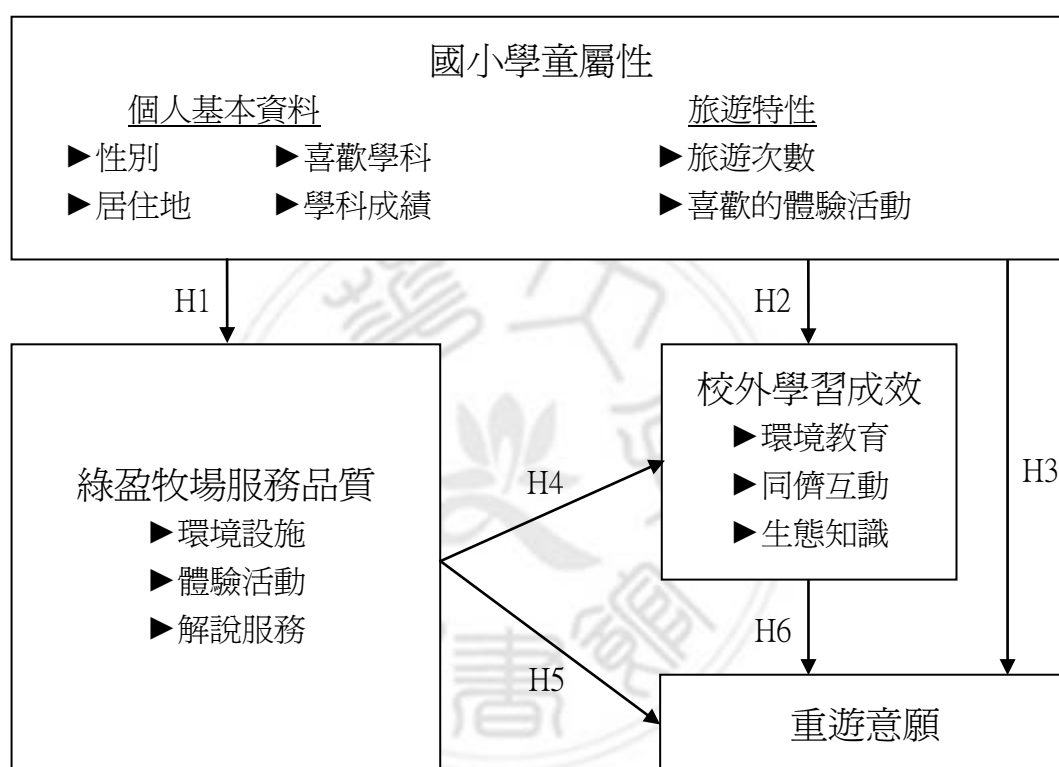 國小學童屬性
個人基本資料 旅遊特性
►性別 ►喜歡學科 ►旅遊次數
►居住地 ►學科成績 ►喜歡的體驗活動
H1 H2
校外學習成效
►環境教育
►同儕互動
►生態知識
H3
綠盈牧場服務品質
►環境設施
►體驗活動
►解說服務
H4
H5
H6
重遊意願